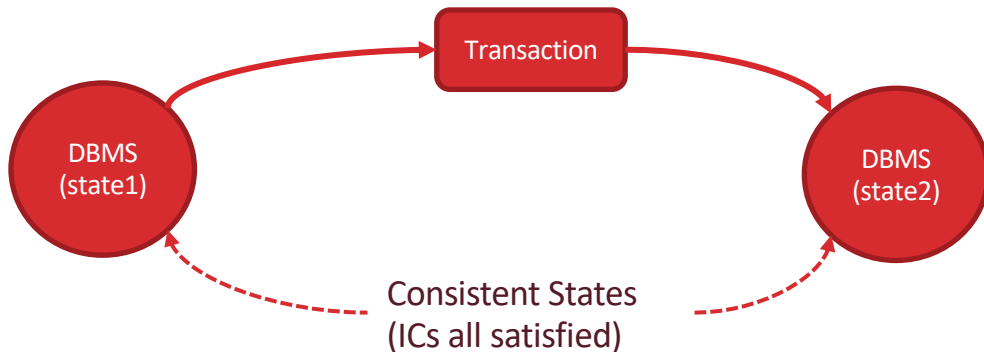 Transaction
DBMS
(state1)
DBMS
(state2)
Consistent States
(ICs all satisfied)